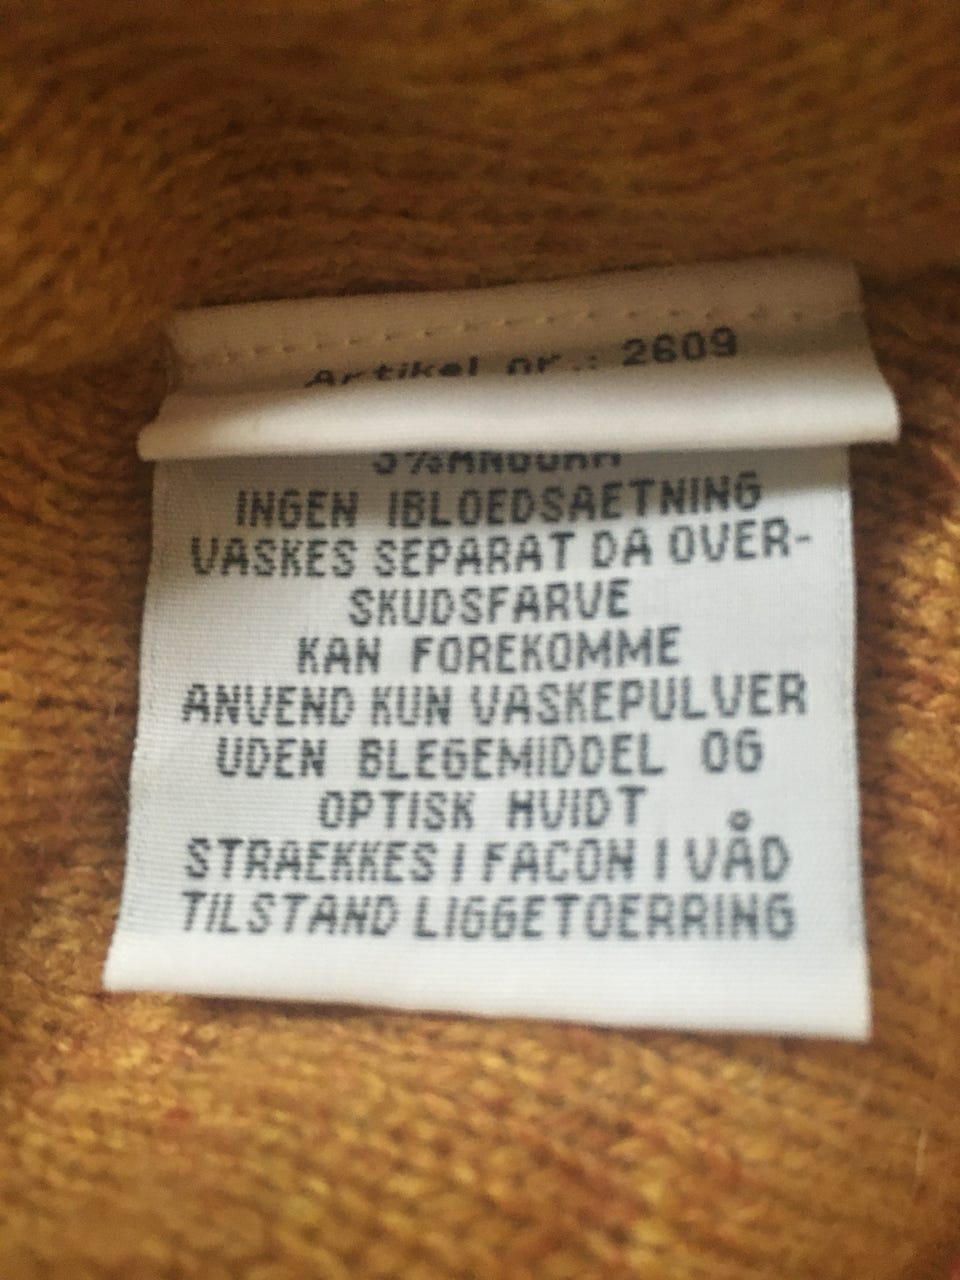 Artikel nr.: 2609
INGEN IBLOEDSAETNING
VASKES SEPARAT DA OVER-
SKUDSFARVE
KAN FOREKOMME
ANVEND KUN VASKEPULVER
UDEN BLEGEMIDDEL OG
OPTISK HVIDT
STRAEKKES I FACON I VÅD
TILSTAND LIGGETOERRING